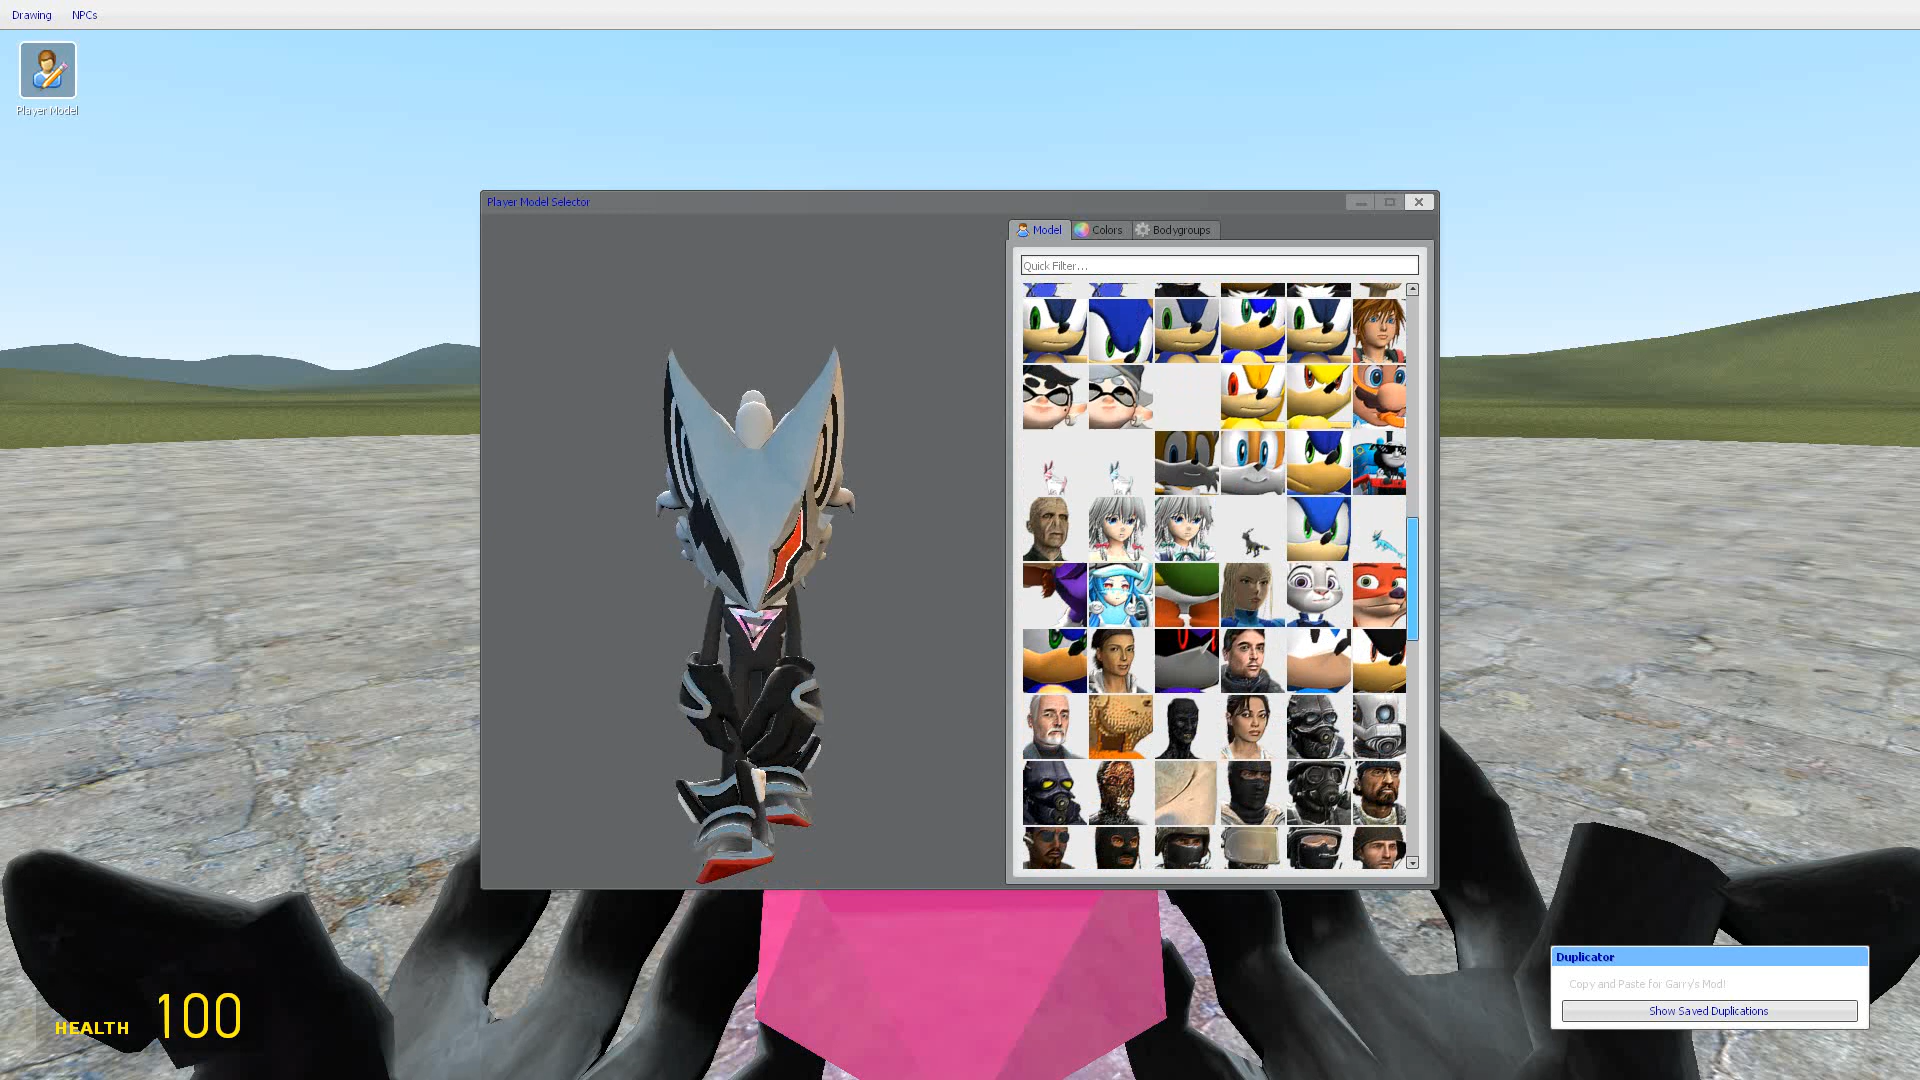 Drawing NPCs
Player Model
Player Model Selector
Model Colors Bodygroups
Quick Filter...
Duplicator
Copy and Paste for Garry's Mod!
Show Saved Duplications
HEALTH 100